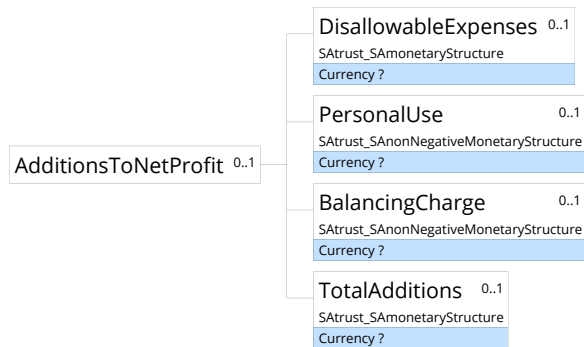 DisallowableExpenses 0..1
SAtrust_SAmonetaryStructure
Currency ?
PersonalUse 0..1
SAtrust_SAnonNegativeMonetaryStructure
Currency ?
AdditionsToNetProfit 0..1
BalancingCharge 0..1
SAtrust_SAnonNegativeMonetaryStructure
Currency ?
TotalAdditions 0..1
SAtrust_SAmonetaryStructure
Currency ?